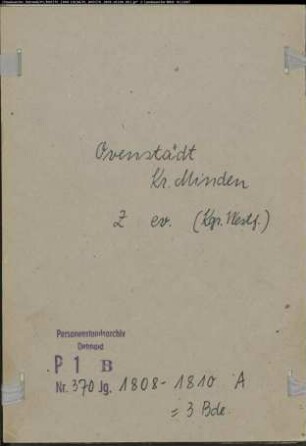 Ovenstädt
Kr. Minden
Z ev. (Kgr. Westf.)
Personenstandsarchiv
Detmold
P 1 B
Nr. 370 Jg. 1808-1810 A
= 3 Bde